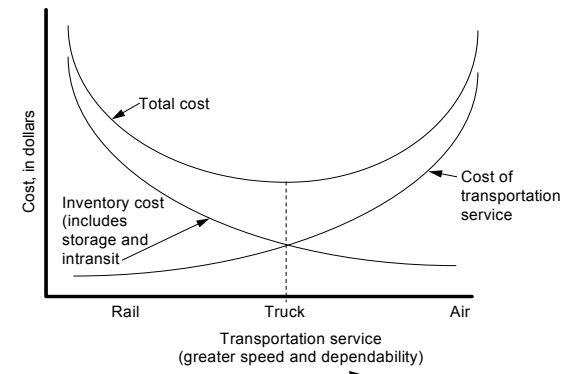 Total cost
Cost, in dollars
Cost of
transportation
service
Inventory cost
(includes
storage and
intransit
Rail
Truck
Air
Transportation service
(greater speed and dependability)